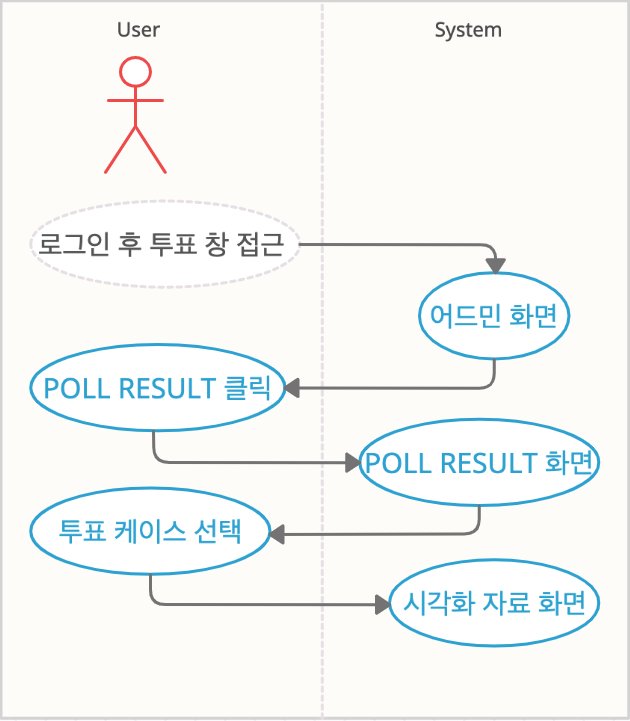 User
System
로그인 후 투표 창 접근
어드민 화면
POLL RESULT 클릭
POLL RESULT 화면
투표 케이스 선택
시각화 자료 화면